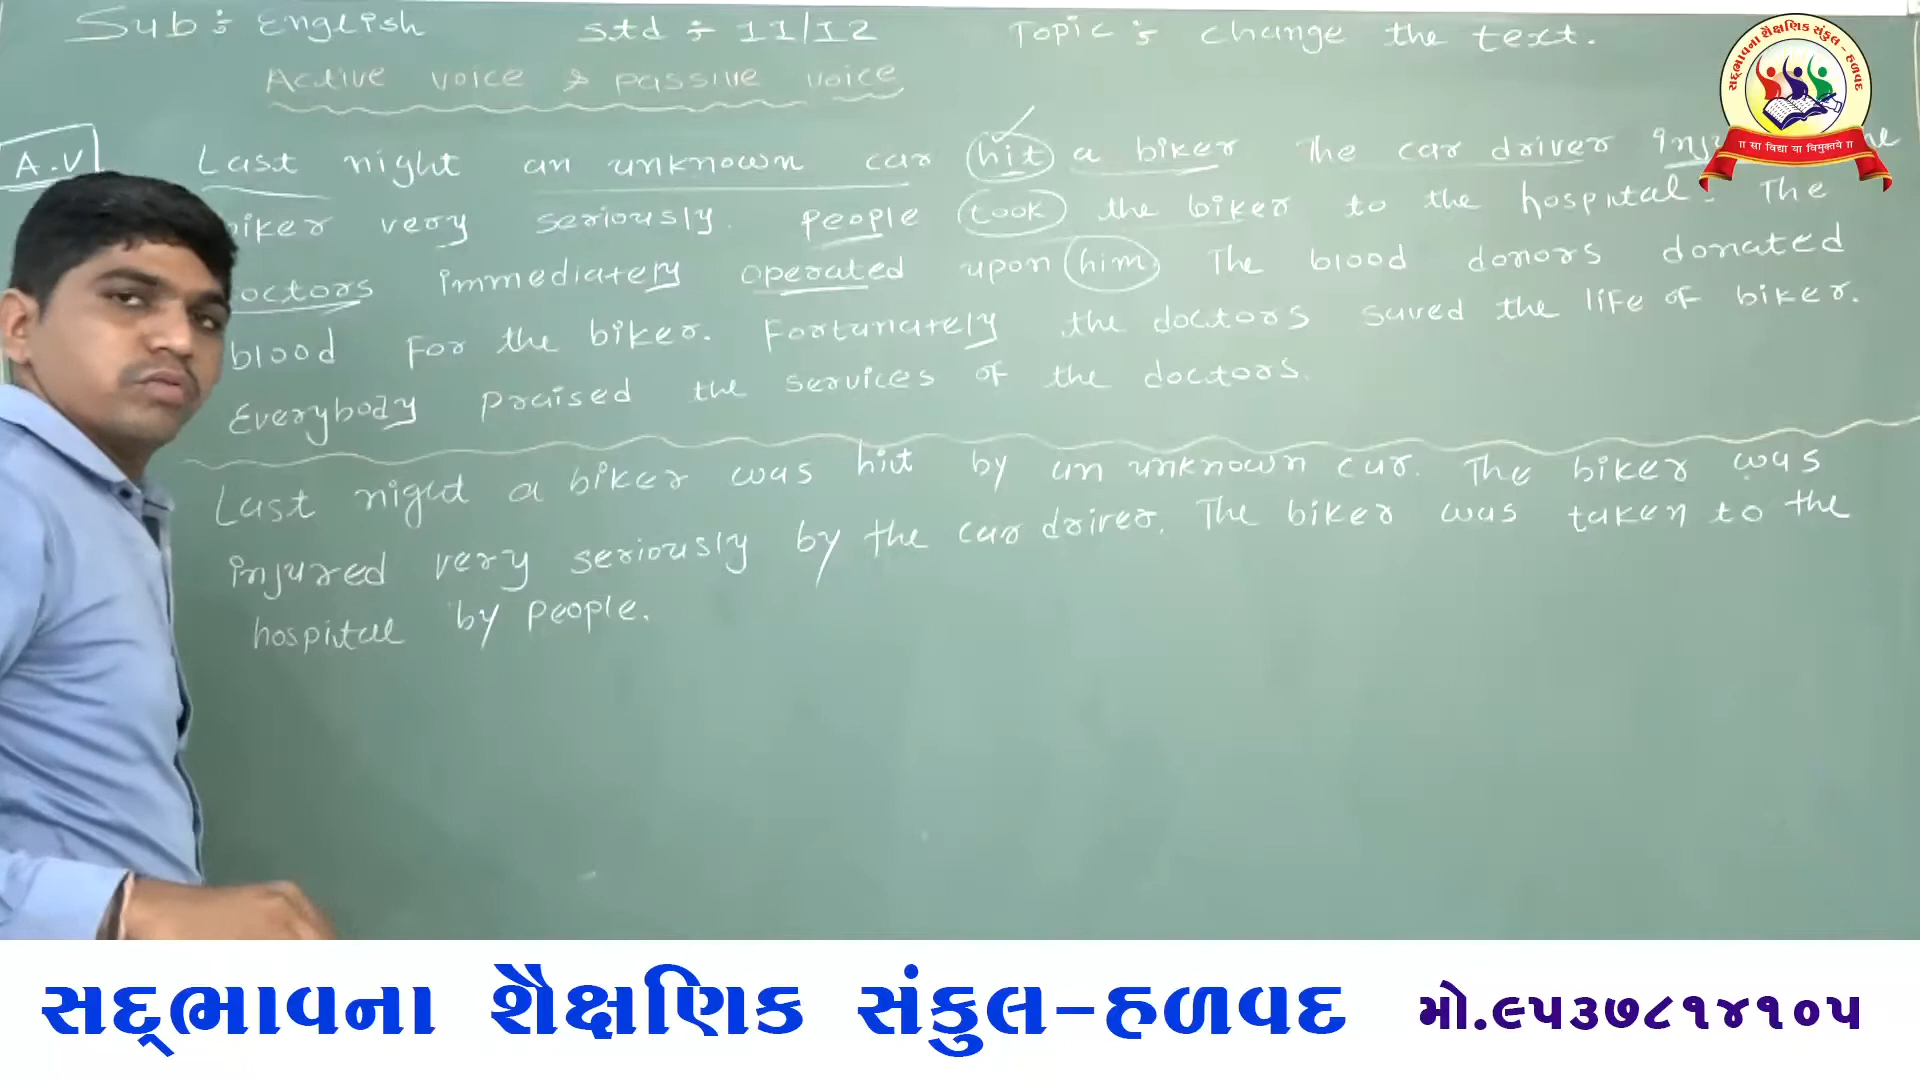 Sub : English Std : 11/12 Topic : change the text.
Active voice & passive voice
A.V Last night an unknown car hit a biker The car driver
biker very seriously. people took the biker to the hospital. The
octors immediately operated upon him The blood donors donated
blood for the biker. Fortunately the doctors saved the life of biker.
Everybody praised the services of the doctors.
Last night a biker was hit by an unknown car. The biker was
injured very seriously by the car driver. The biker was taken to the
hospital by people.
સદ્ભાવના શૈક્ષણિક સંકુલ - હળવદ
॥ सा विद्या या विमुक्तये ॥
સદ્ભાવના શૈક્ષણિક સંકુલ-હળવદ મો.૯૫૩૭૮૧૪૧૦૫